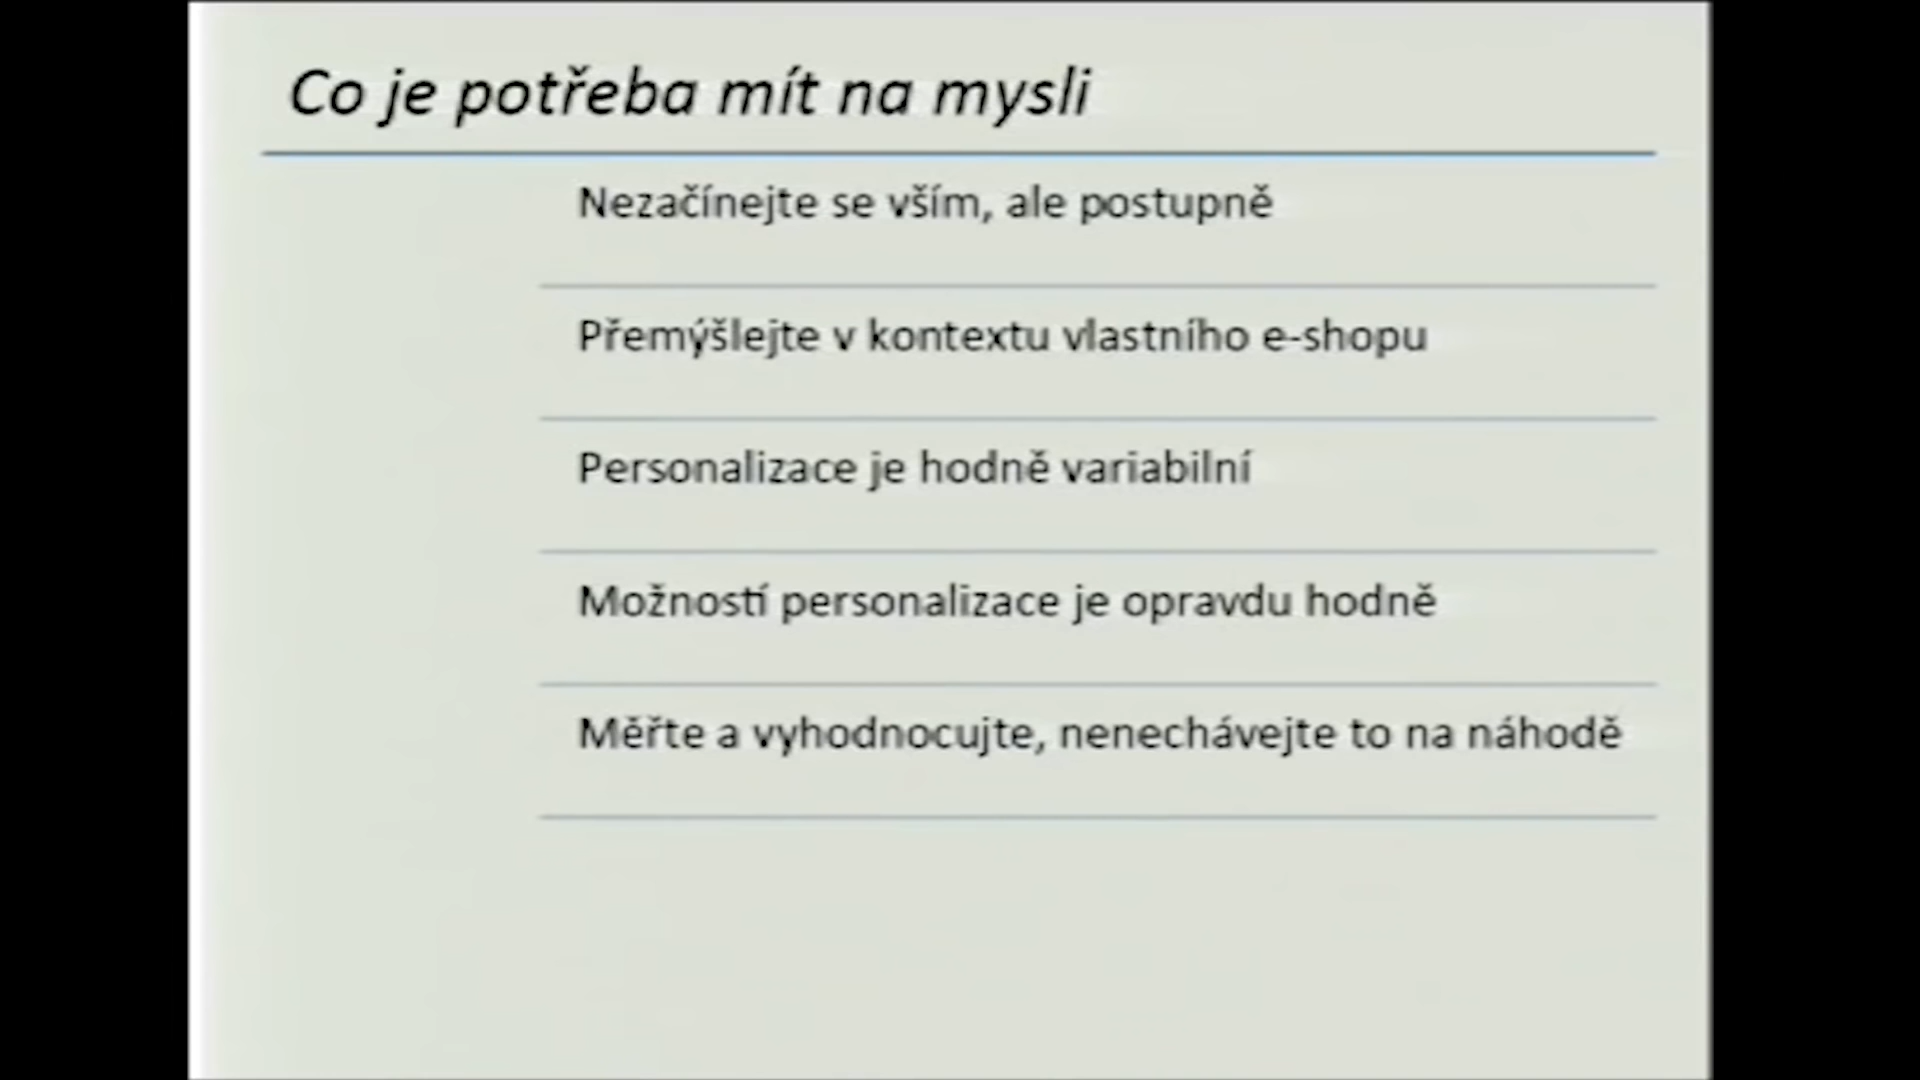 Co je potřeba mít na mysli
Nezačínejte se vším, ale postupně
Přemýšlejte v kontextu vlastního e-shopu
Personalizace je hodně variabilní
Možností personalizace je opravdu hodně
Měřte a vyhodnocujte, nenechávejte to na náhodě